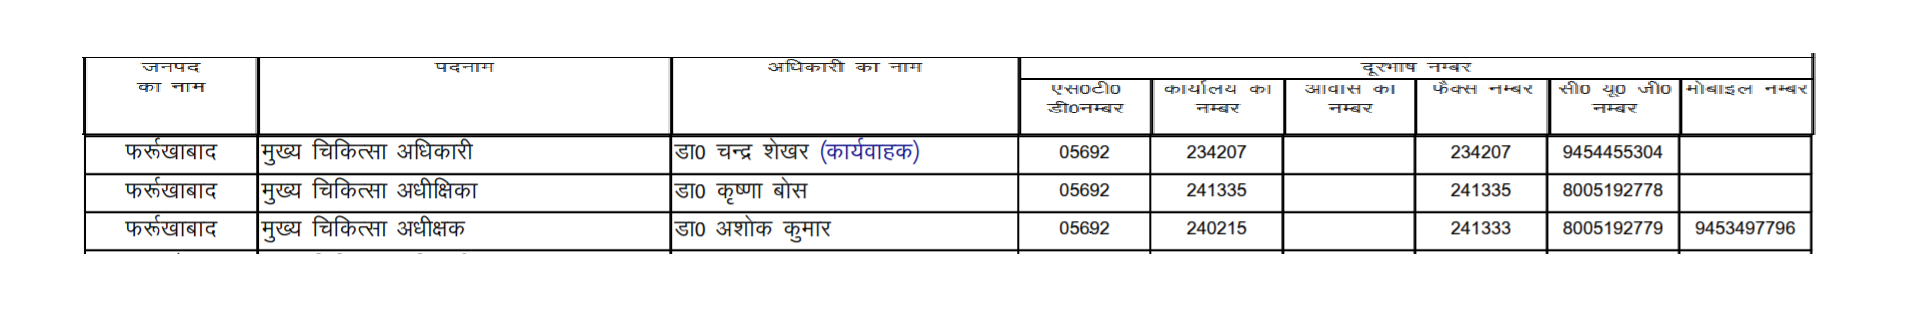 जनपद का नाम पदनाम अधिकारी का नाम दूरभाष नम्बर
एस0टी0 डी0नम्बर कार्यालय का नम्बर आवास का नम्बर फैक्स नम्बर सी0 यू0 जी0 नम्बर मोबाइल नम्बर
फर्रूखाबाद मुख्य चिकित्सा अधिकारी डा0 चन्द्र शेखर (कार्यवाहक) 05692 234207 234207 9454455304
फर्रूखाबाद मुख्य चिकित्सा अधीक्षिका डा0 कृष्णा बोस 05692 241335 241335 8005192778
फर्रूखाबाद मुख्य चिकित्सा अधीक्षक डा0 अशोक कुमार 05692 240215 241333 8005192779 9453497796